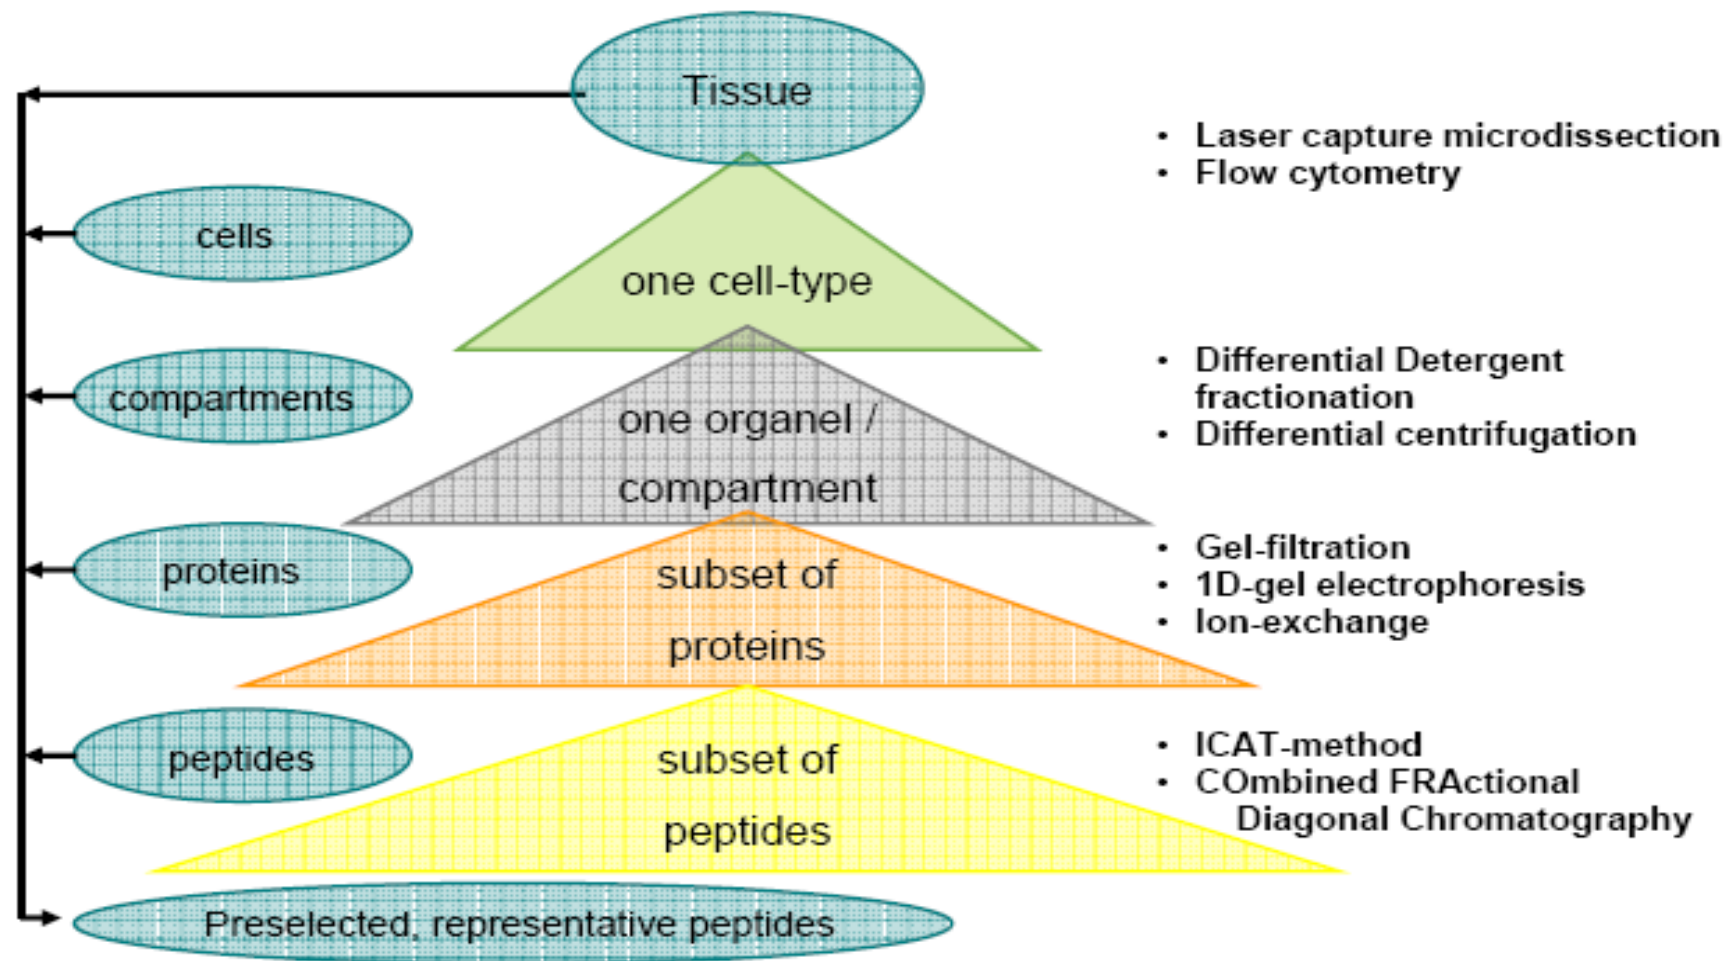 Tissue
• Laser capture microdissection
• Flow cytometry
cells
one cell-type
compartments
one organel /
compartment
• Differential Detergent
fractionation
• Differential centrifugation
proteins
subset of
proteins
• Gel-filtration
• 1D-gel electrophoresis
• Ion-exchange
peptides
subset of
peptides
• ICAT-method
• COmbined FRActional
Diagonal Chromatography
Preselected, representative peptides